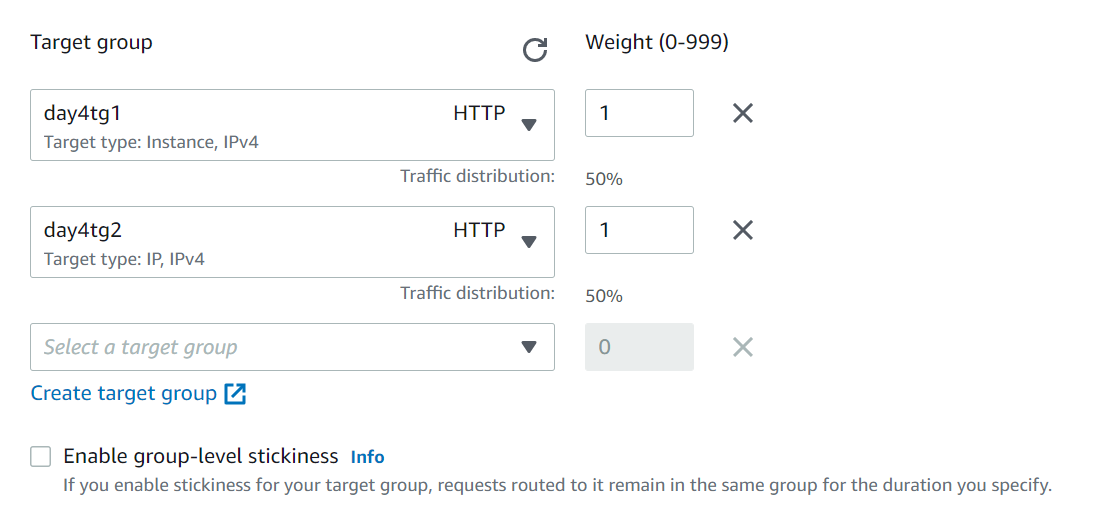 Target group
Weight (0-999)
day4tg1 HTTP
Target type: Instance, IPv4
1
Traffic distribution: 50%
day4tg2 HTTP
Target type: IP, IPv4
1
Traffic distribution: 50%
Select a target group
0
Create target group
Enable group-level stickiness Info
If you enable stickiness for your target group, requests routed to it remain in the same group for the duration you specify.